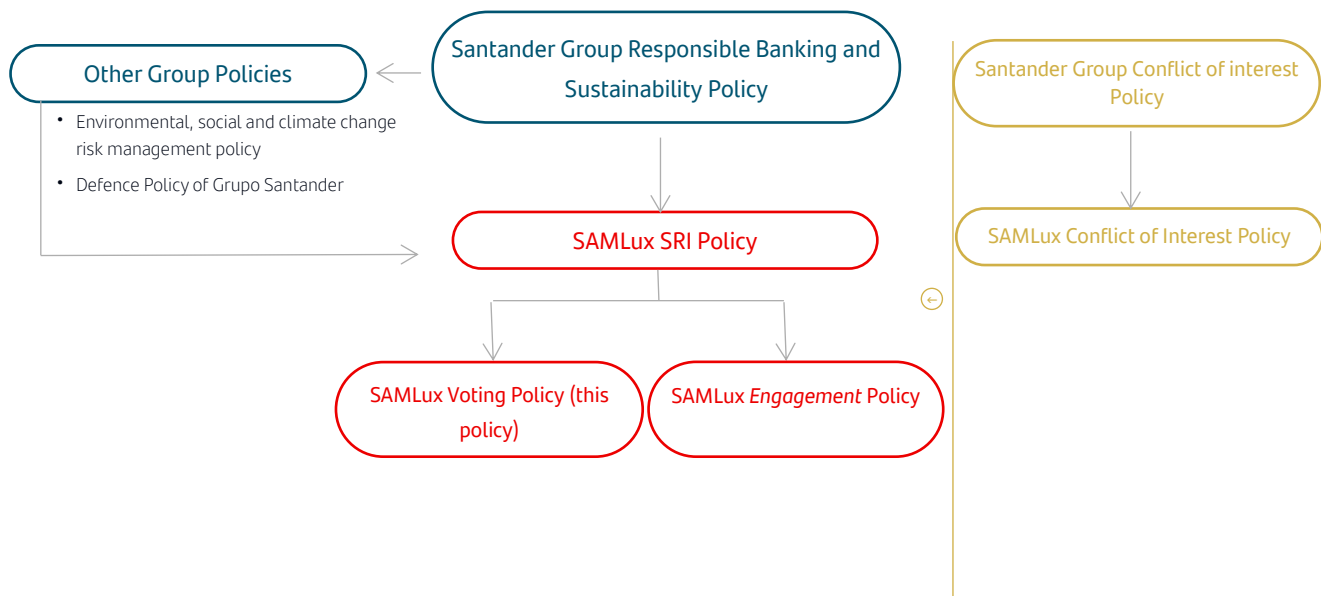 Santander Group Responsible Banking and
Sustainability Policy
Other Group Policies
• Environmental, social and climate change
risk management policy
• Defence Policy of Grupo Santander
SAMLux SRI Policy
SAMLux Voting Policy (this
policy)
SAMLux Engagement Policy
Santander Group Conflict of interest
Policy
SAMLux Conflict of Interest Policy